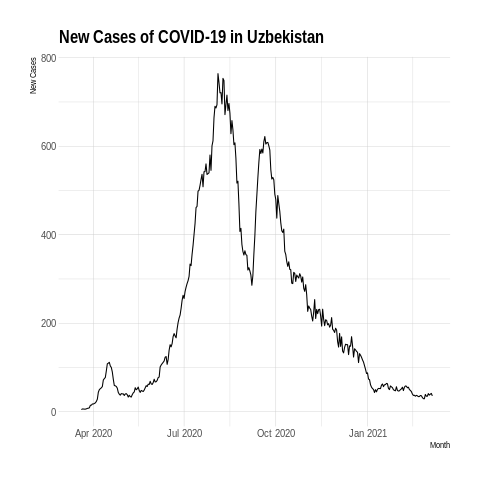 New Cases of COVID-19 in Uzbekistan
New Cases
800
600
400
200
0
Apr 2020
Jul 2020
Oct 2020
Jan 2021
Month